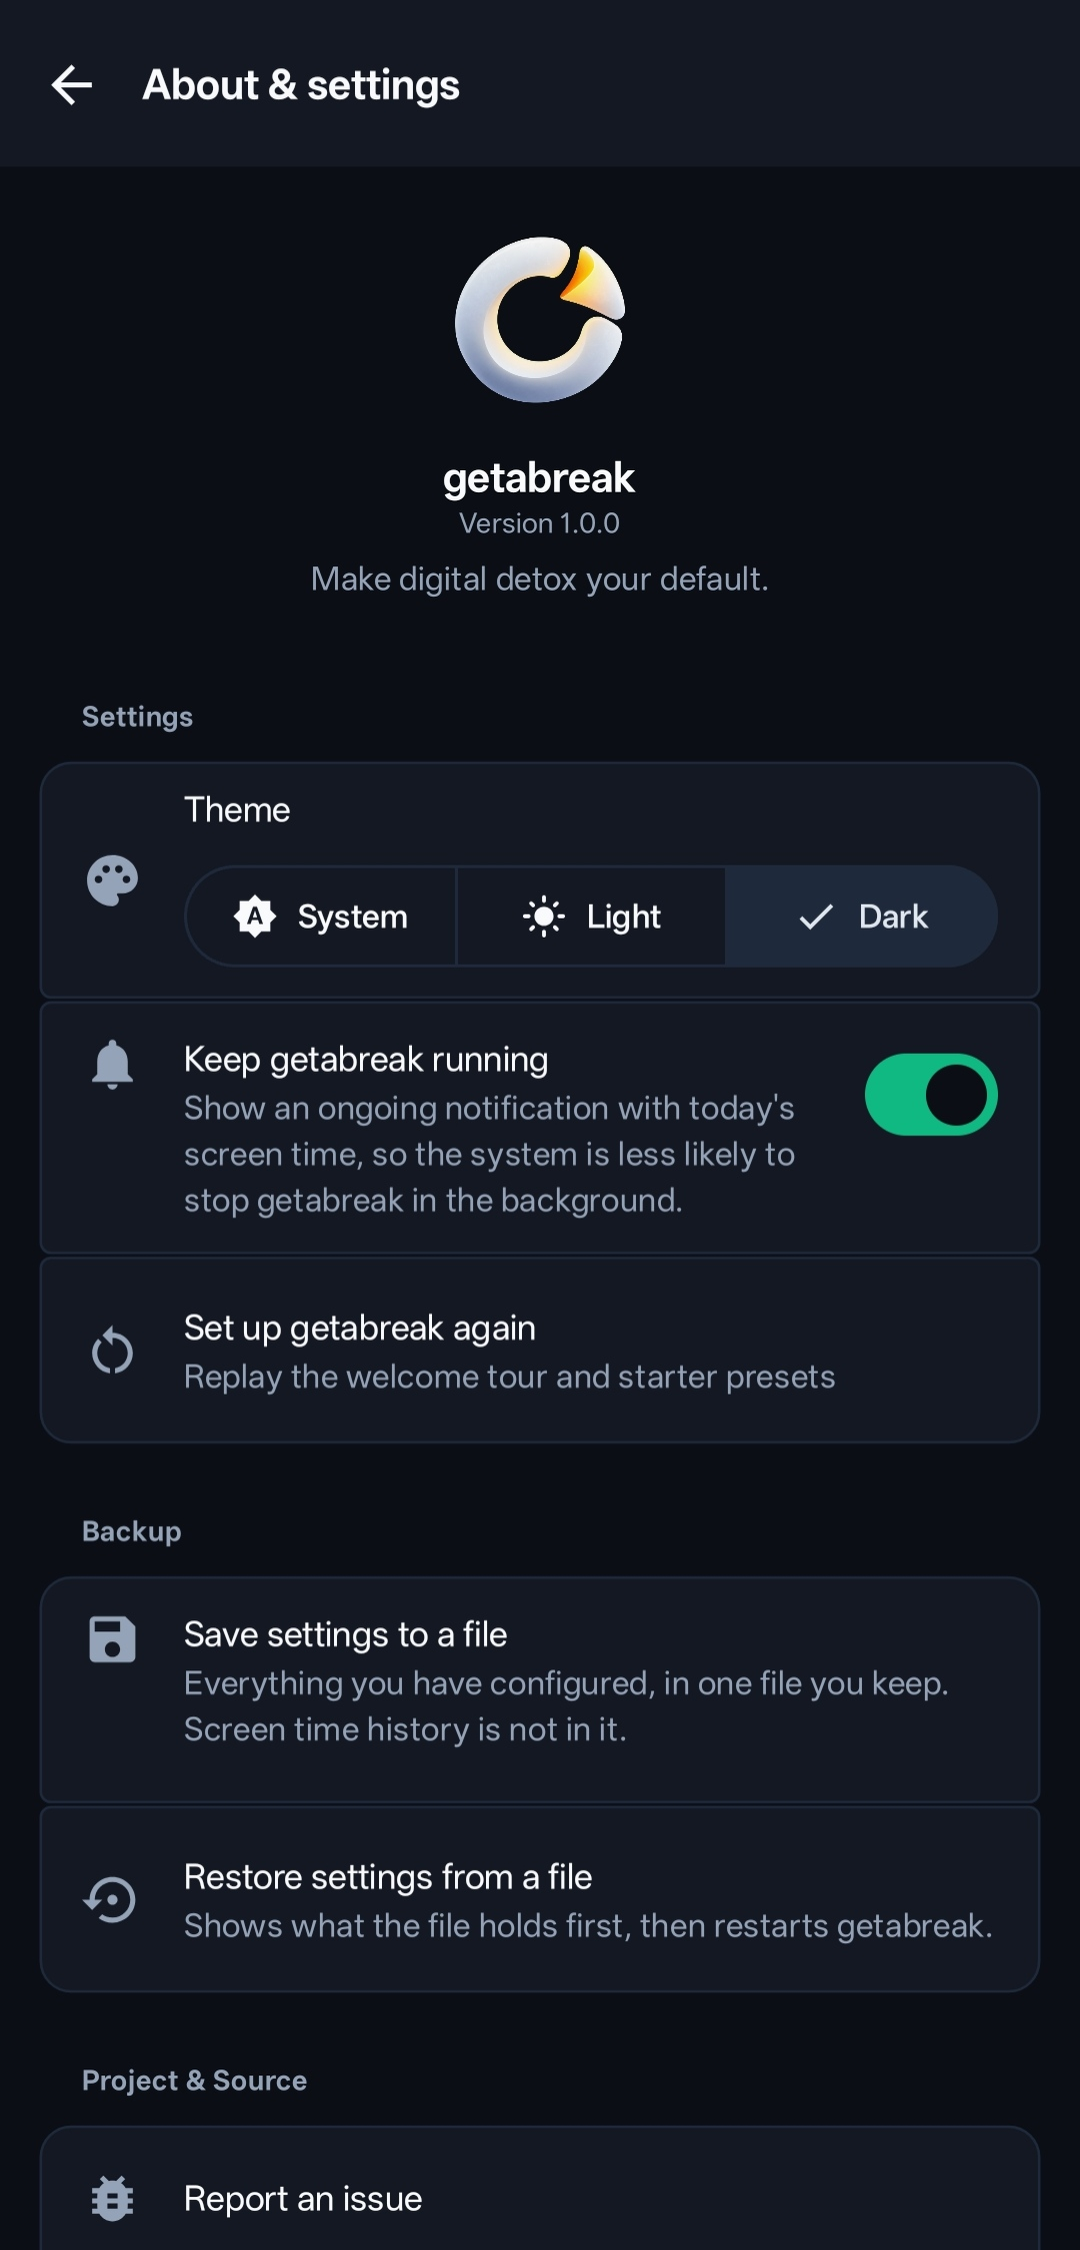 About & settings
getabreak
Version 1.0.0
Make digital detox your default.
Settings
Theme
System
Light
Dark
Keep getabreak running
Show an ongoing notification with today's
screen time, so the system is less likely to
stop getabreak in the background.
Set up getabreak again
Replay the welcome tour and starter presets
Backup
Save settings to a file
Everything you have configured, in one file you keep.
Screen time history is not in it.
Restore settings from a file
Shows what the file holds first, then restarts getabreak.
Project & Source
Report an issue